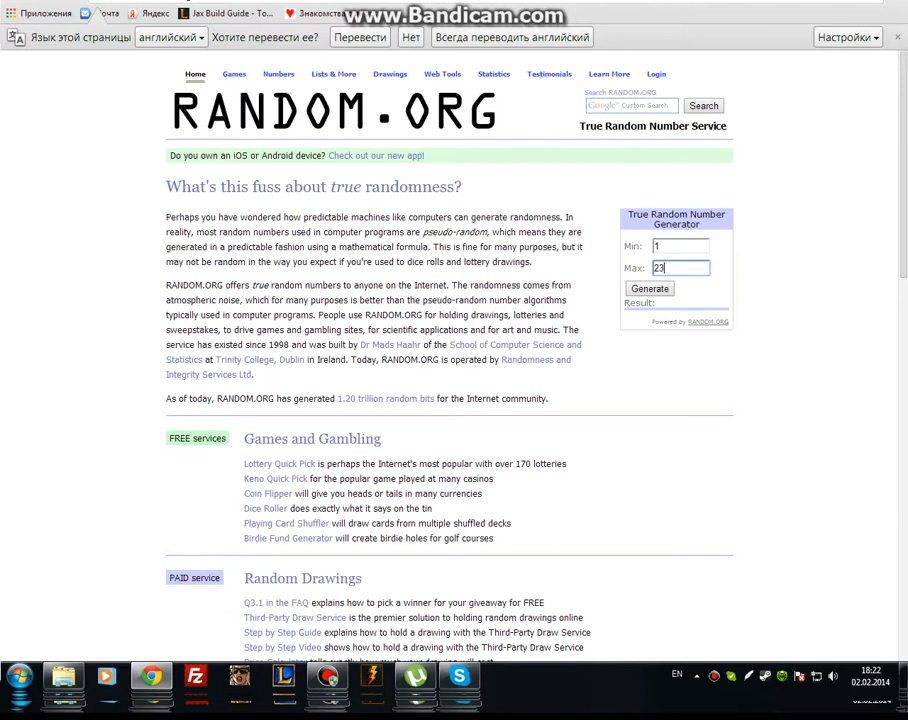 www.Bandicam.com
Приложения Почта Яндекс Jax Build Guide - To... Знакомства
Язык этой страницы английский Хотите перевести ее? Перевести Нет Всегда переводить английский Настройки
Home Games Numbers Lists & More Drawings Web Tools Statistics Testimonials Learn More Login
RANDOM.ORG
Search RANDOM.ORG
Google™ Custom Search Search
True Random Number Service
Do you own an iOS or Android device? Check out our new app!
What's this fuss about true randomness?
Perhaps you have wondered how predictable machines like computers can generate randomness. In
reality, most random numbers used in computer programs are pseudo-random, which means they are
generated in a predictable fashion using a mathematical formula. This is fine for many purposes, but it
may not be random in the way you expect if you're used to dice rolls and lottery drawings.
RANDOM.ORG offers true random numbers to anyone on the Internet. The randomness comes from
atmospheric noise, which for many purposes is better than the pseudo-random number algorithms
typically used in computer programs. People use RANDOM.ORG for holding drawings, lotteries and
sweepstakes, to drive games and gambling sites, for scientific applications and for art and music. The
service has existed since 1998 and was built by Dr Mads Haahr of the School of Computer Science and
Statistics at Trinity College, Dublin in Ireland. Today, RANDOM.ORG is operated by Randomness and
Integrity Services Ltd.
As of today, RANDOM.ORG has generated 1.20 trillion random bits for the Internet community.
True Random Number
Generator
Min: 1
Max: 23
Generate
Result:
Powered by RANDOM.ORG
FREE services
Games and Gambling
Lottery Quick Pick is perhaps the Internet's most popular with over 170 lotteries
Keno Quick Pick for the popular game played at many casinos
Coin Flipper will give you heads or tails in many currencies
Dice Roller does exactly what it says on the tin
Playing Card Shuffler will draw cards from multiple shuffled decks
Birdie Fund Generator will create birdie holes for golf courses
PAID service
Random Drawings
Q3.1 in the FAQ explains how to pick a winner for your giveaway for FREE
Third-Party Draw Service is the premier solution to holding random drawings online
Step by Step Guide explains how to hold a drawing with the Third-Party Draw Service
Step by Step Video shows how to hold a drawing with the Third-Party Draw Service
EN
18:22
02.02.2014